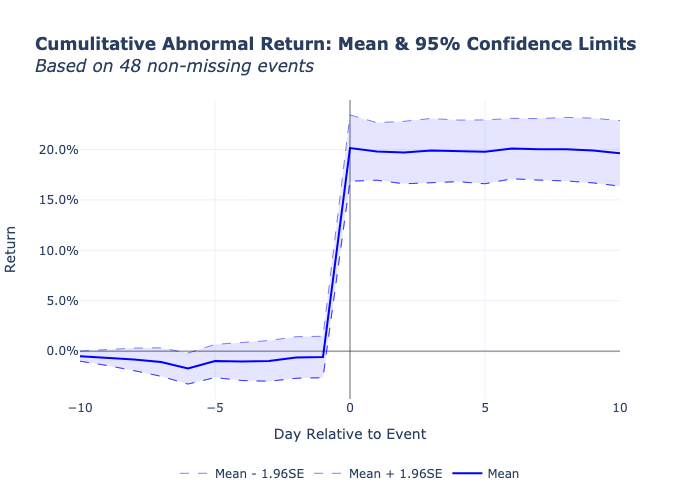 Cumulitative Abnormal Return: Mean & 95% Confidence Limits
Based on 48 non-missing events
20.0%
15.0%
10.0%
5.0%
0.0%
Return
−10 −5 0 5 10
Day Relative to Event
Mean - 1.96SE Mean + 1.96SE Mean